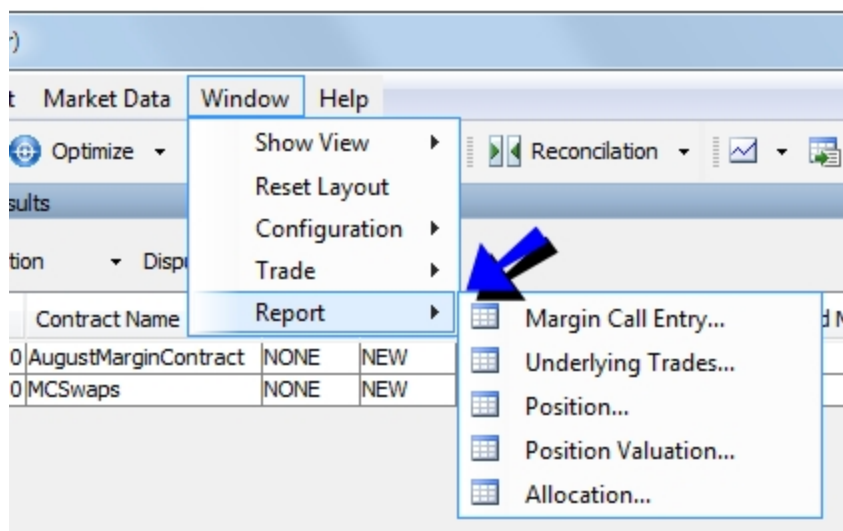 r)
t Market Data Window Help
Optimize Reconcilation
sults
tion Dispu
Show View
Reset Layout
Configuration
Trade
Report
Margin Call Entry...
Underlying Trades...
Position...
Position Valuation...
Allocation...
Contract Name d M
0 AugustMarginContract NONE NEW
0 MCSwaps NONE NEW